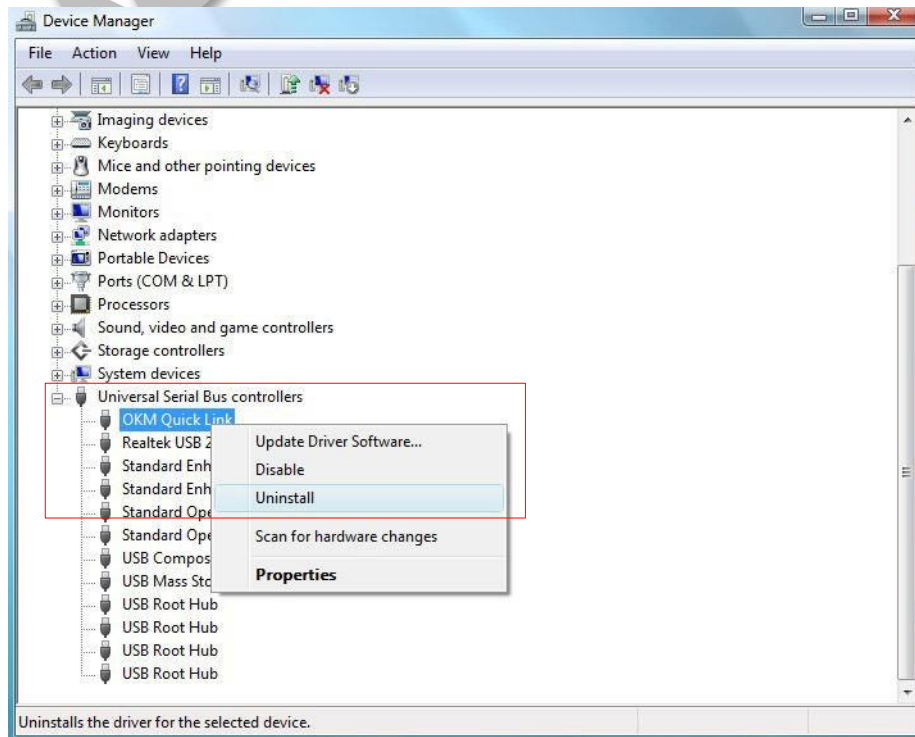 Device Manager
File Action View Help
Imaging devices
Keyboards
Mice and other pointing devices
Modems
Monitors
Network adapters
Portable Devices
Ports (COM & LPT)
Processors
Sound, video and game controllers
Storage controllers
System devices
Universal Serial Bus controllers
OKM Quick Link
Realtek USB 2
Standard Enh
Standard Enh
Standard Ope
Standard Ope
USB Compos
USB Mass Sto
USB Root Hub
USB Root Hub
USB Root Hub
USB Root Hub
Update Driver Software...
Disable
Uninstall
Scan for hardware changes
Properties
Uninstalls the driver for the selected device.